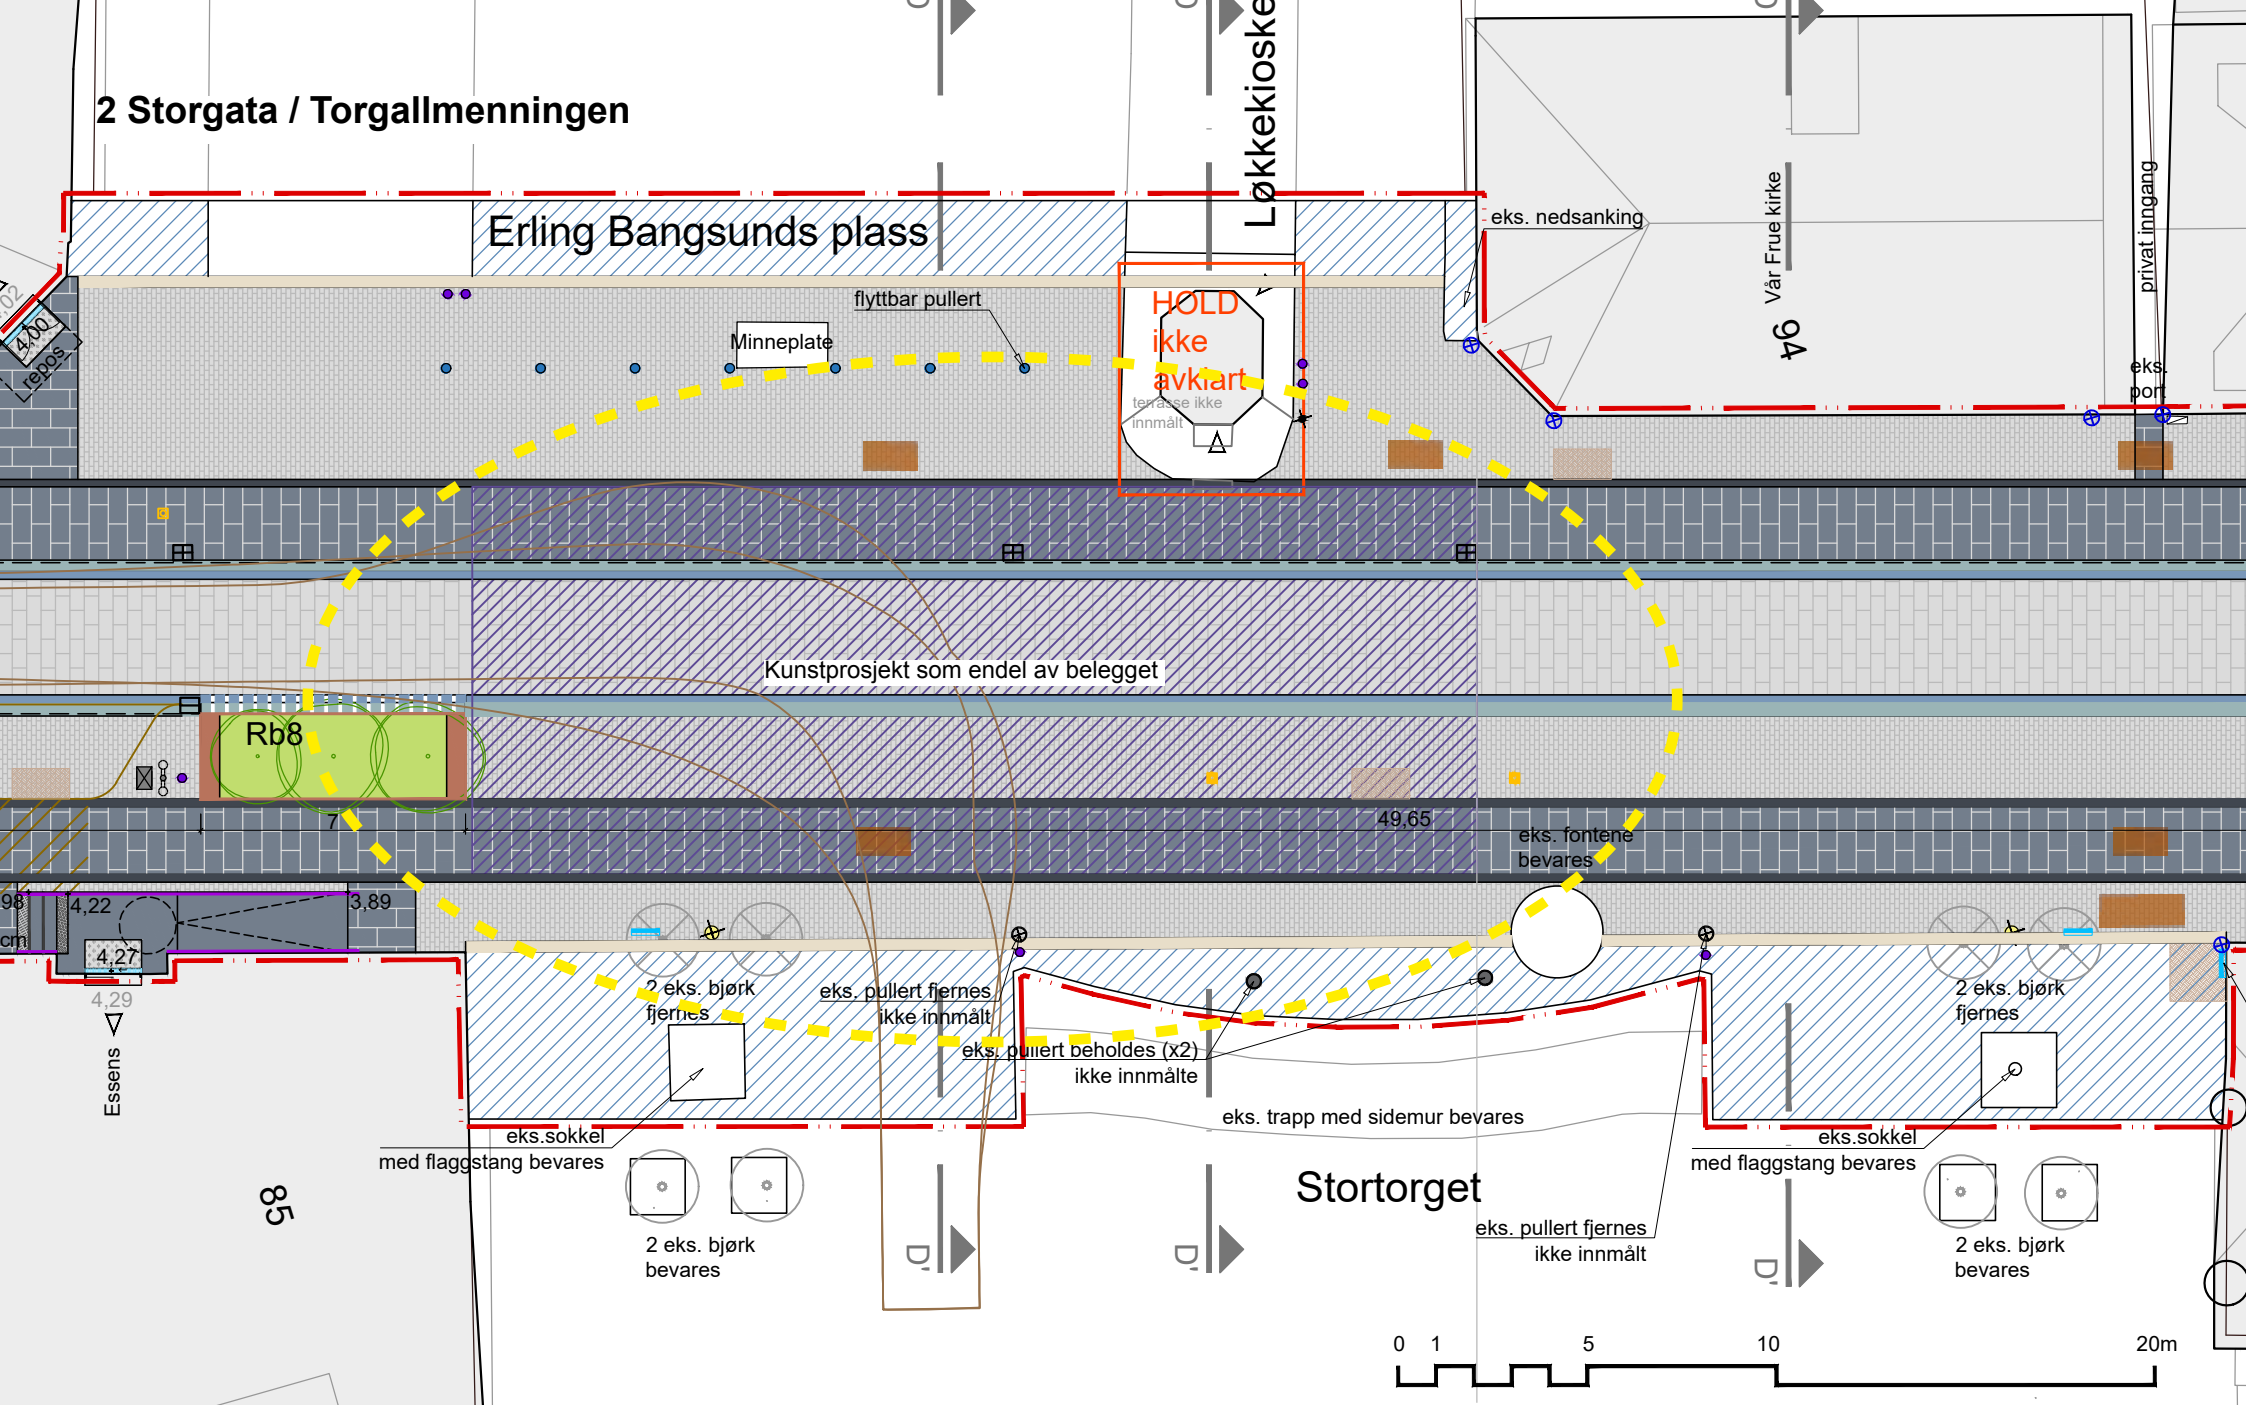 2 Storgata / Torgallmenningen
Løkkekioske
Erling Bangsunds plass
eks. nedsanking
Vår Frue kirke
94
privat inngang
eks.
port
4,00
repos
flyttbar pullert
Minneplate
HOLD
ikke
avklart
terrasse ikke
innmålt
Kunstprosjekt som endel av belegget
Rb8
7
49,65
eks. fontene
bevares
98
4,22
3,89
cm
4,27
4,29
Essens
2 eks. bjørk
fjernes
eks. pullert fjernes
ikke innmålt
eks. pullert beholdes (x2)
ikke innmålte
2 eks. bjørk
fjernes
eks. trapp med sidemur bevares
eks.sokkel
med flaggstang bevares
eks.sokkel
med flaggstang bevares
Stortorget
85
eks. pullert fjernes
ikke innmålt
2 eks. bjørk
bevares
D'
D'
D'
2 eks. bjørk
bevares
0 1 5 10 20m